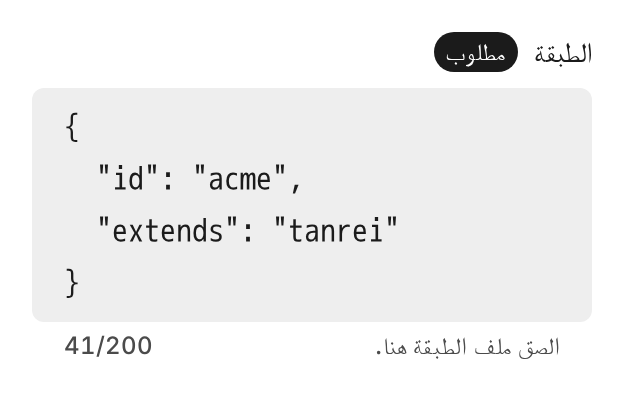 الطبقة مطلوب
{
  "id": "acme",
  "extends": "tanrei"
}
الصق ملف الطبقة هنا. 41/200